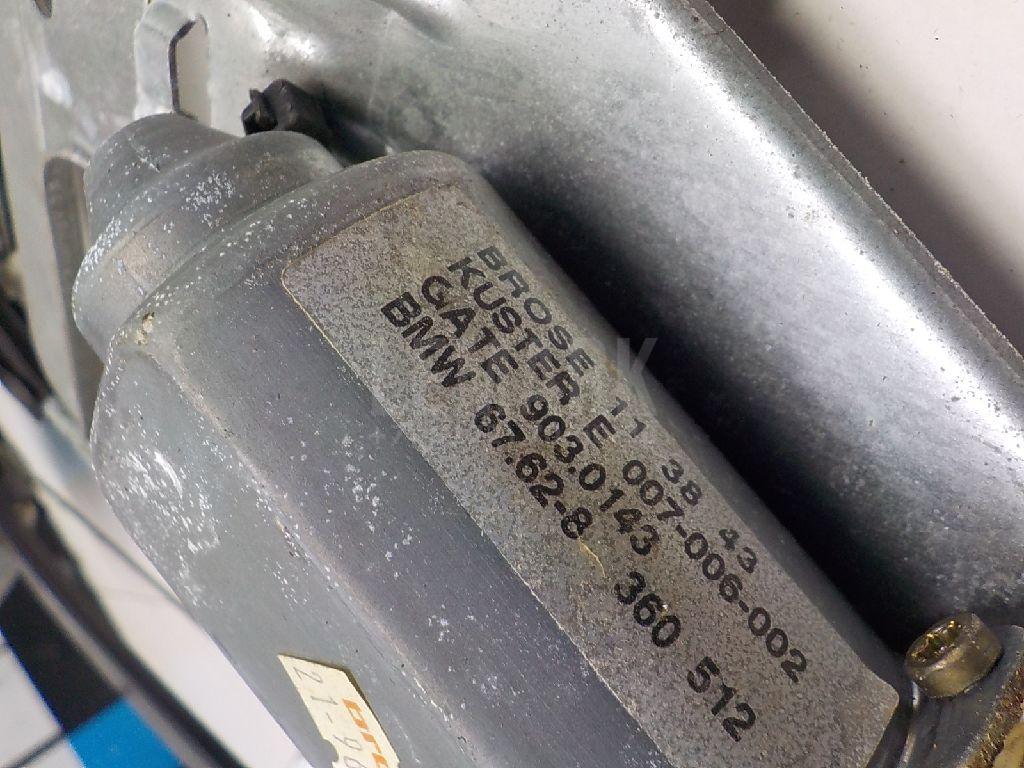 BROSE 11 38 43
KUSTER E 007-006-002
GATE 903.0143
BMW 67.62-8 360 512